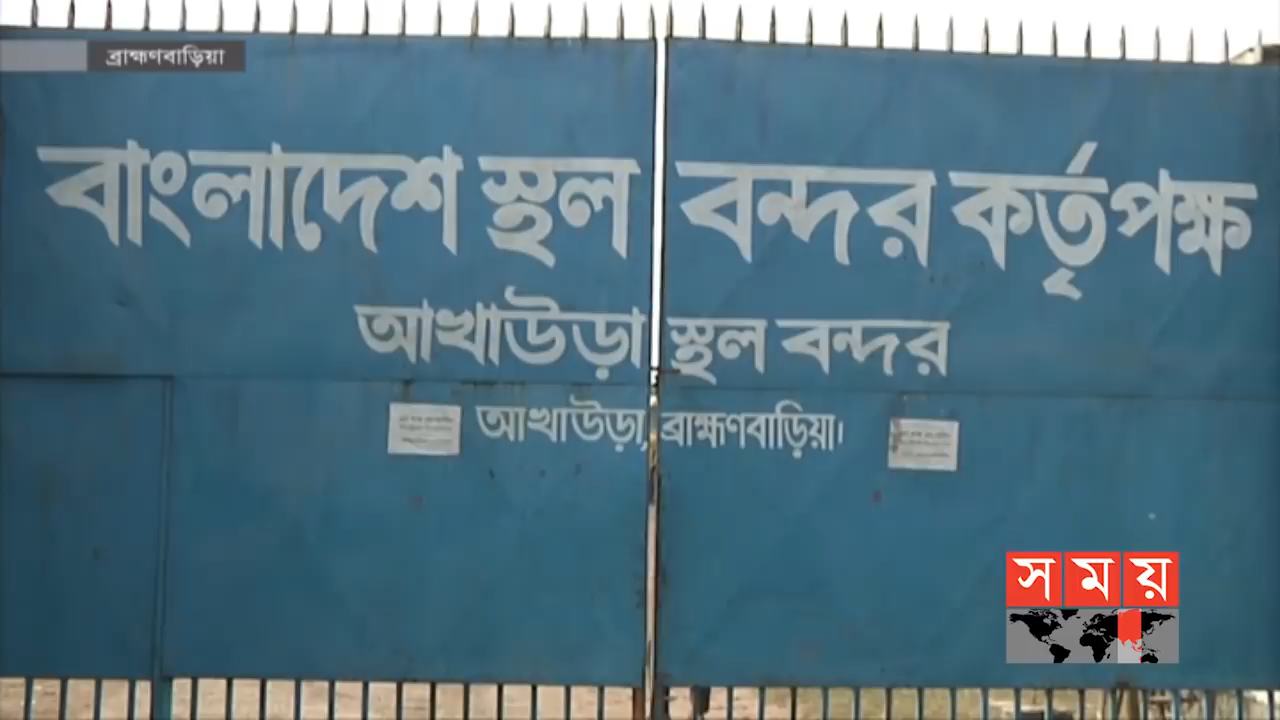 ব্রাহ্মণবাড়িয়া
বাংলাদেশ স্থল বন্দর কর্তৃপক্ষ
আখাউড়া স্থল বন্দর
আখাউড়া, ব্রাহ্মণবাড়িয়া।
সময়